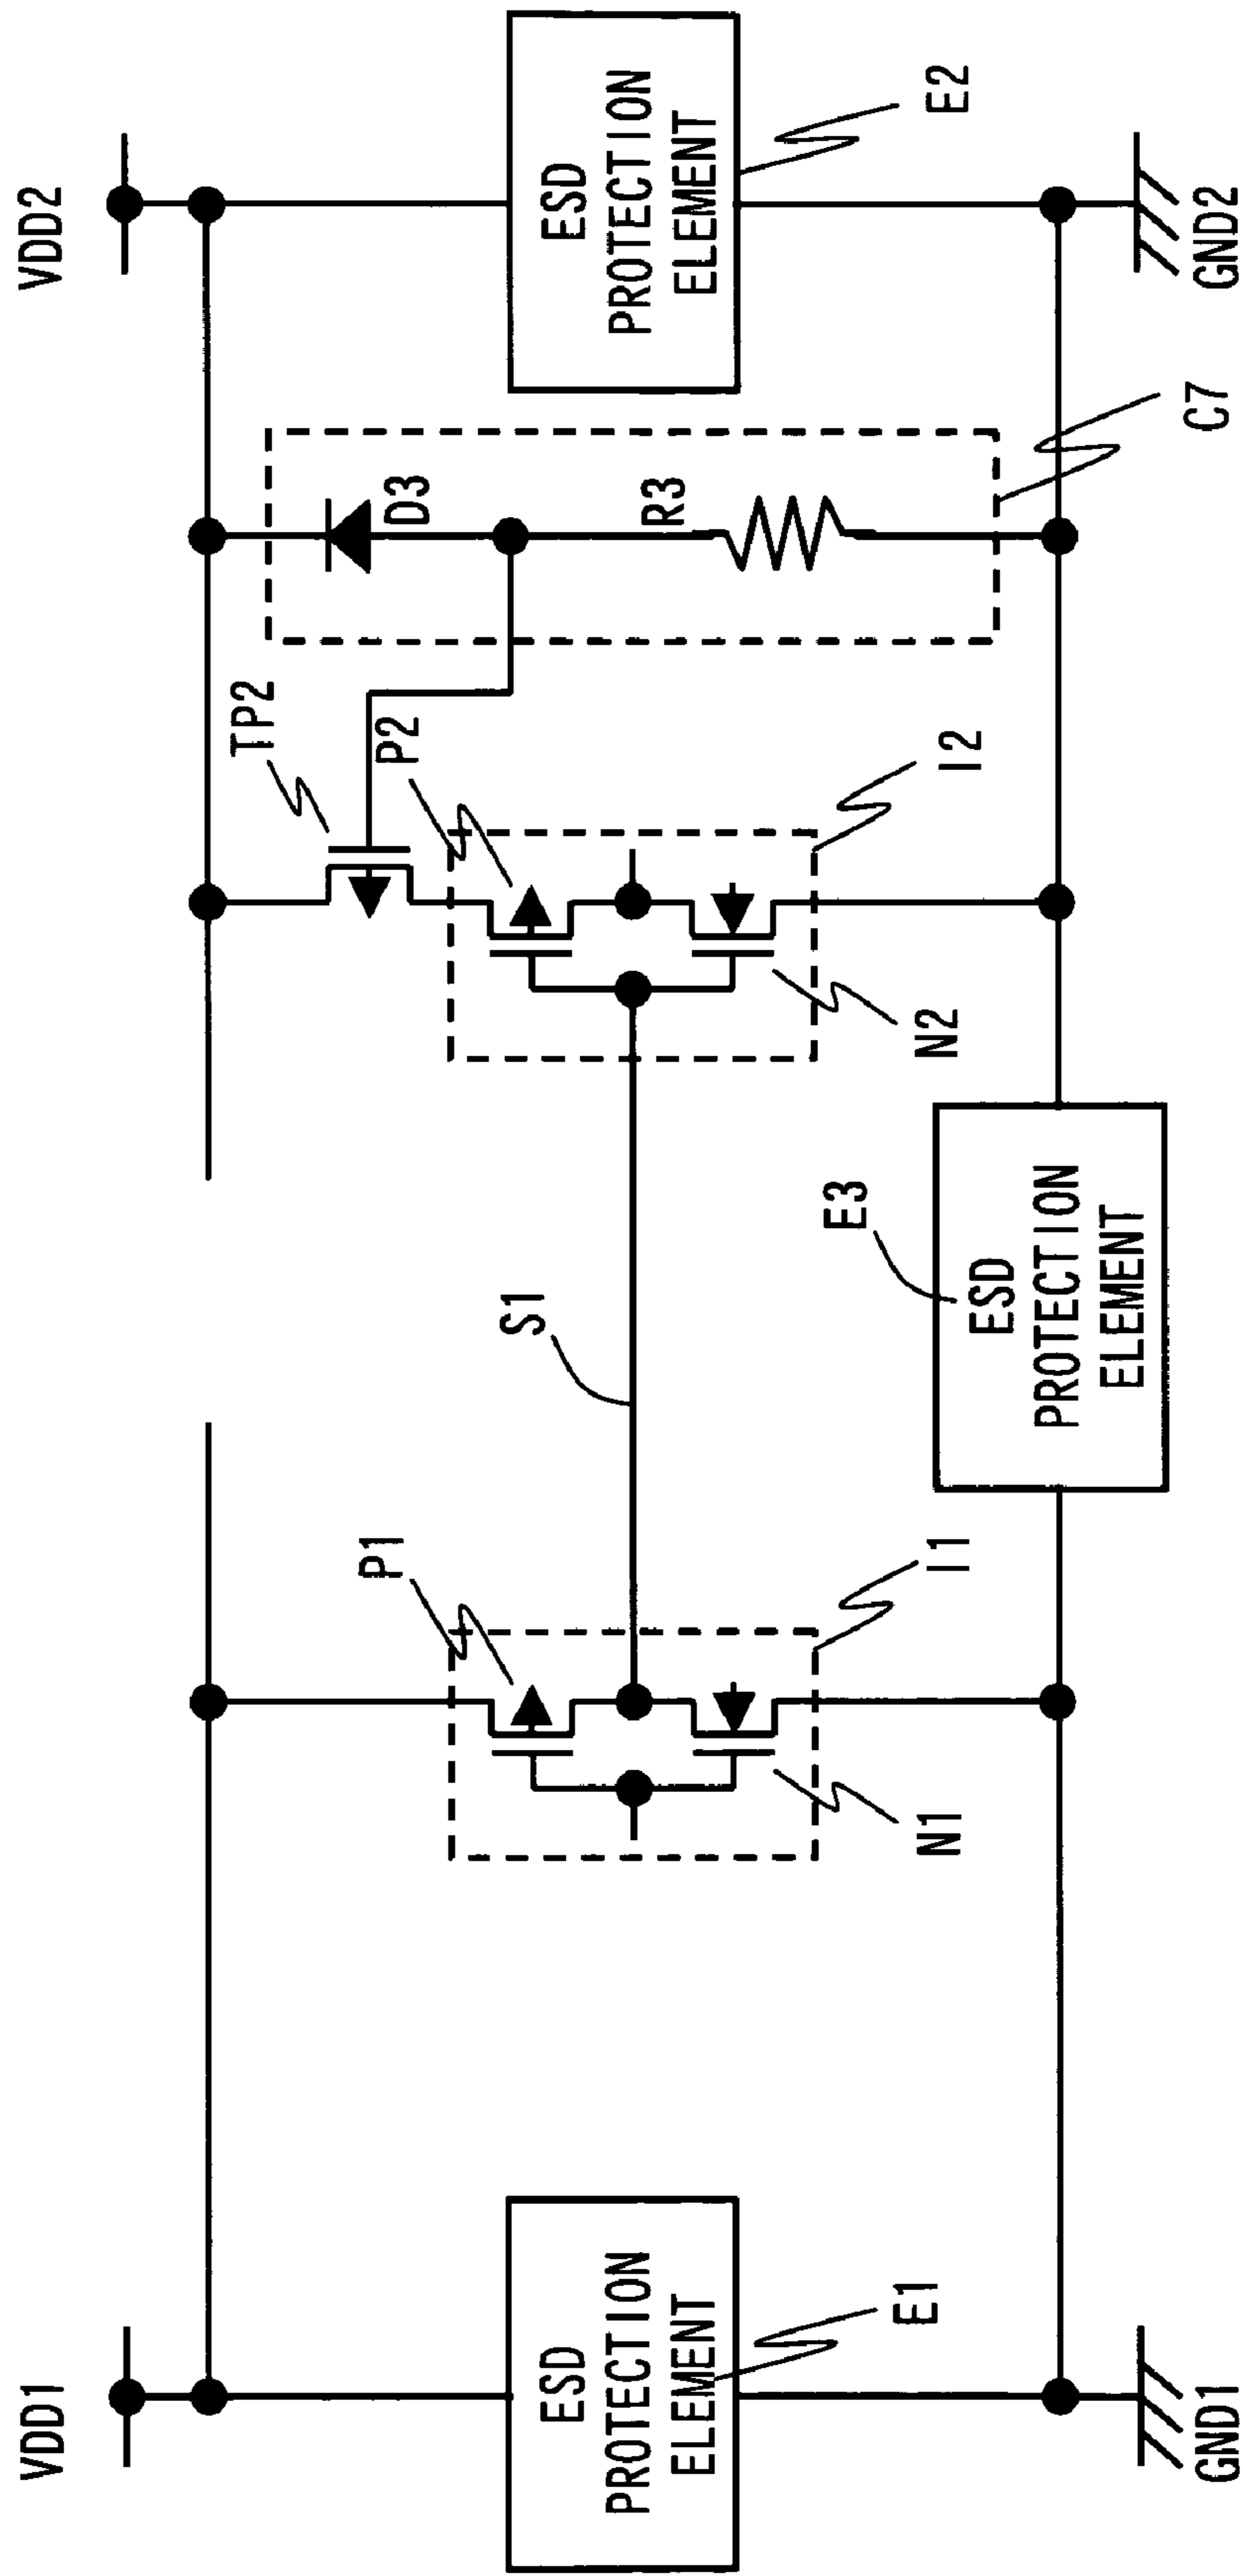 VDD1
VDD2
TP2
D3
P1
P2
S1
R3
ESD
PROTECTION
ELEMENT
ESD
PROTECTION
ELEMENT
E1
N1
I1
E3
N2
I2
E2
ESD
PROTECTION
ELEMENT
C7
GND1
GND2